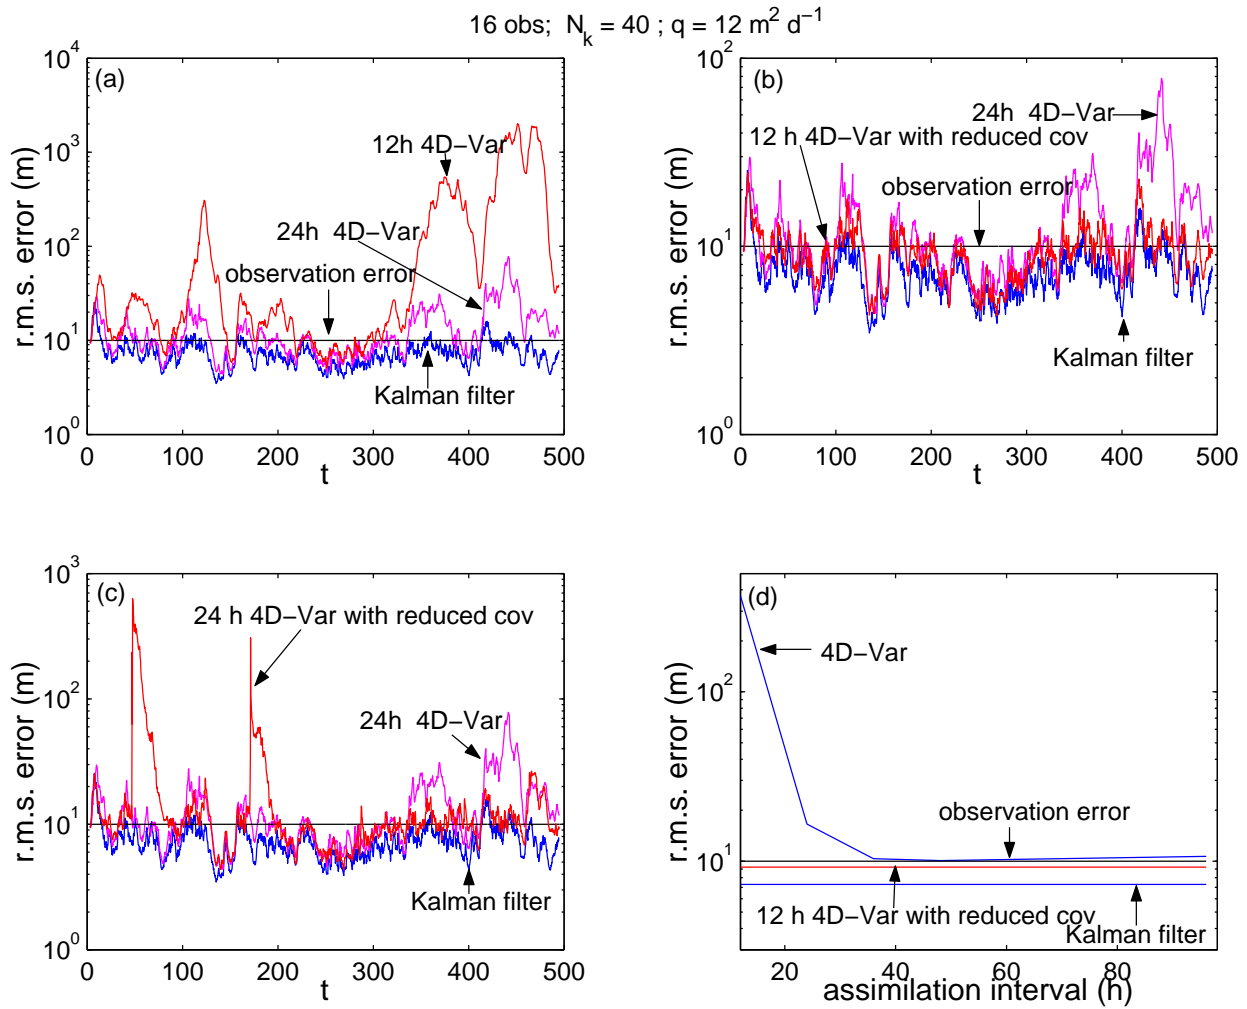 16 obs; N_k = 40 ; q = 12 m² d⁻¹
(a)
r.m.s. error (m)
10⁴
10³
10²
10¹
10⁰
12h 4D−Var
24h 4D−Var
observation error
Kalman filter
0 100 200 300 400 500
t
(b)
r.m.s. error (m)
10²
10¹
10⁰
24h 4D−Var
12 h 4D−Var with reduced cov
observation error
Kalman filter
0 100 200 300 400 500
t
(c)
r.m.s. error (m)
10³
10²
10¹
10⁰
24 h 4D−Var with reduced cov
24h 4D−Var
Kalman filter
0 100 200 300 400 500
t
(d)
r.m.s. error (m)
10²
10¹
4D−Var
observation error
12 h 4D−Var with reduced cov
Kalman filter
20 40 60 80
assimilation interval (h)